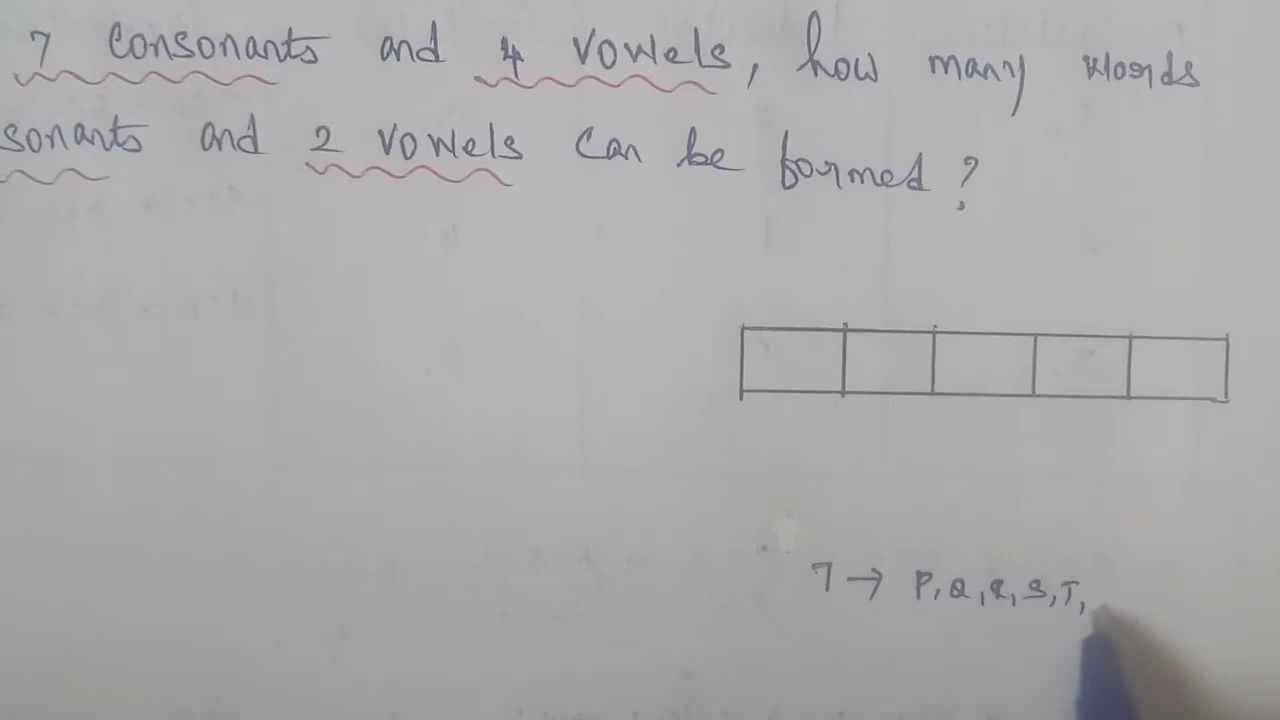 7 consonants and 4 vowels, how many words
sonants and 2 vowels can be formed?
7 → P, Q, R, S, T,